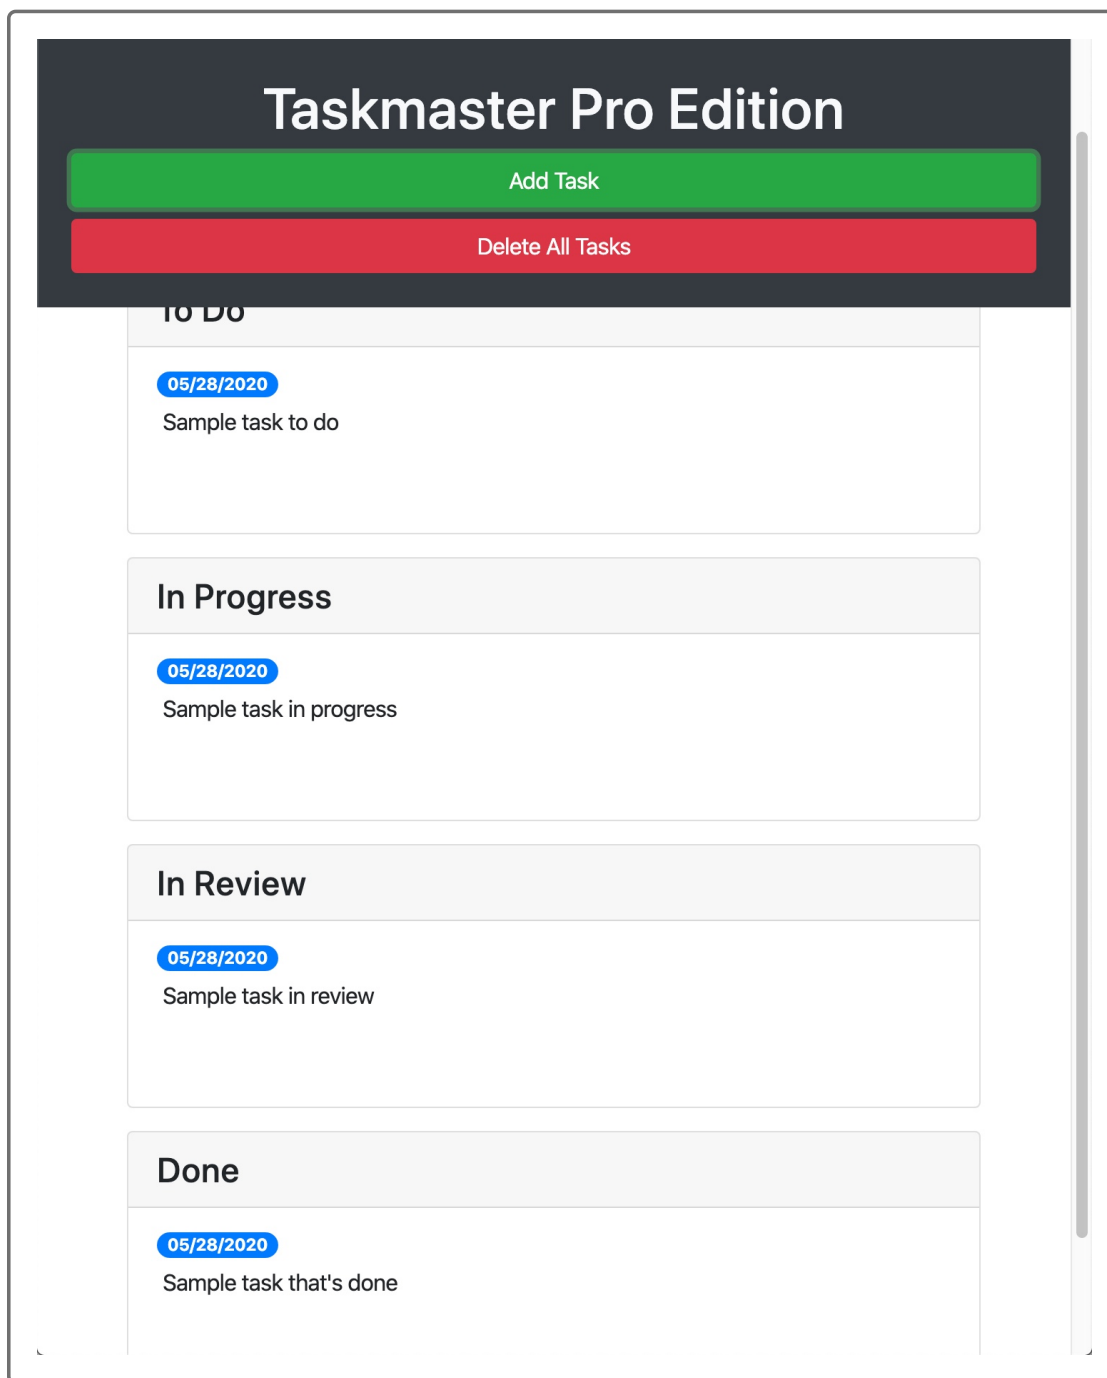 Taskmaster Pro Edition
Add Task
Delete All Tasks
To Do
05/28/2020
Sample task to do
In Progress
05/28/2020
Sample task in progress
In Review
05/28/2020
Sample task in review
Done
05/28/2020
Sample task that's done